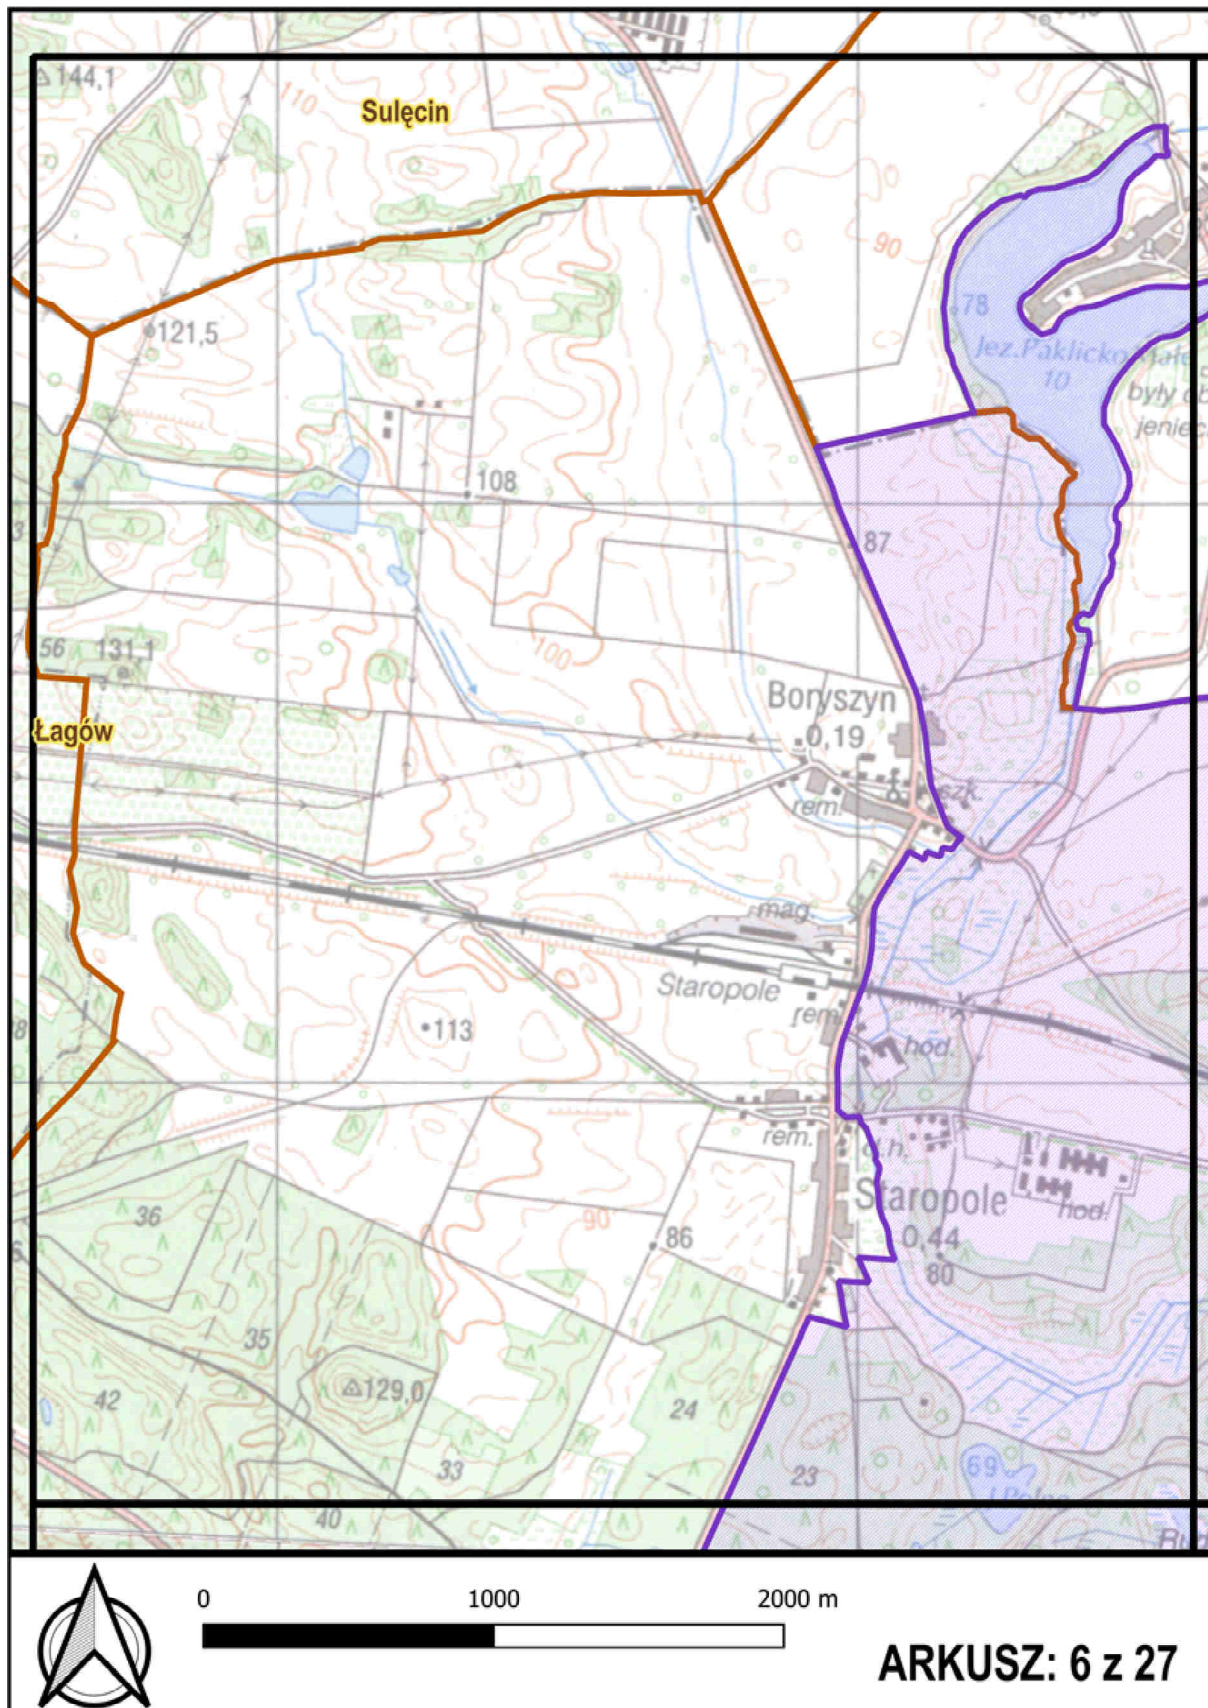 144,1
110
Sulęcin
90
78
Jez.Paklicko Małe
10
były ob
jeniec
121,5
108
87
100
56
131,1
Łagów
Boryszyn
0,19
szk.
rem.
mag.
Staropole
rem.
113
hod.
rem.
d.h.
Staropole
hod.
0,44
36
90
86
80
35
129,0
42
24
33
23
69
40
0
1000
2000 m
ARKUSZ: 6 z 27